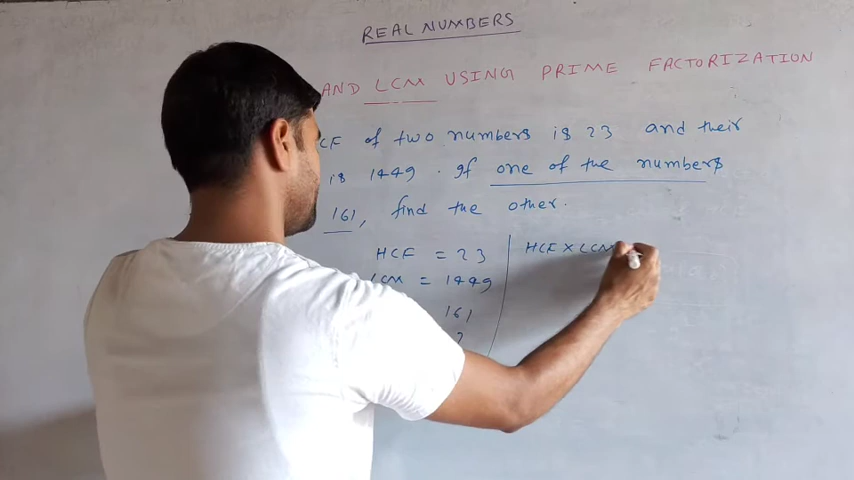 REAL NUMBERS
AND LCM USING PRIME FACTORIZATION
CF of two numbers is 23 and their
is 1449. If one of the numbers
161, find the other.
HCF = 23
LCM = 1449
161
?
HCF X LCM